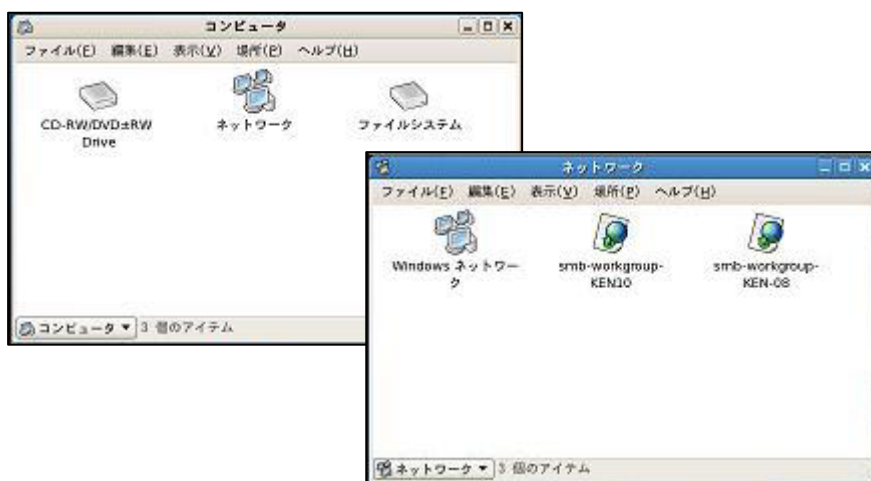 コンピュータ
ファイル(E) 編集(E) 表示(V) 場所(P) ヘルプ(H)
CD-RW/DVD±RW
Drive
ネットワーク
ファイルシステム
コンピュータ 3 個のアイテム
ネットワーク
ファイル(F) 編集(E) 表示(V) 場所(P) ヘルプ(H)
Windows ネットワー
ク
smb-workgroup-
KEN10
smb-workgroup-
KEN-08
ネットワーク 3 個のアイテム